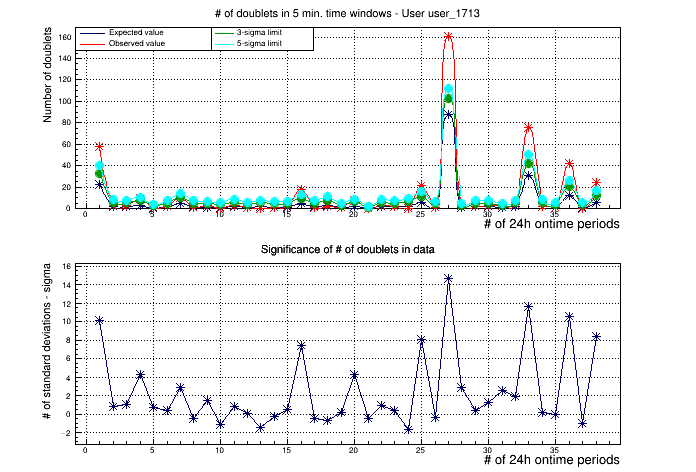 # of doublets in 5 min. time windows - User user_1713
Number of doublets
Expected value
Observed value
3-sigma limit
5-sigma limit
160
140
120
100
80
60
40
20
0
0 5 10 15 20 25 30 35
# of 24h ontime periods
Significance of # of doublets in data
# of standard deviations - sigma
16
14
12
10
8
6
4
2
0
−2
0 5 10 15 20 25 30 35
# of 24h ontime periods